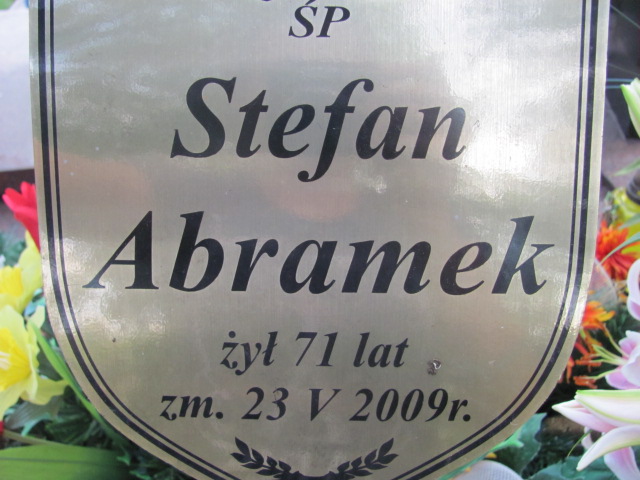 ŚP
Stefan
Abramek
żył 71 lat
zm. 23 V 2009r.